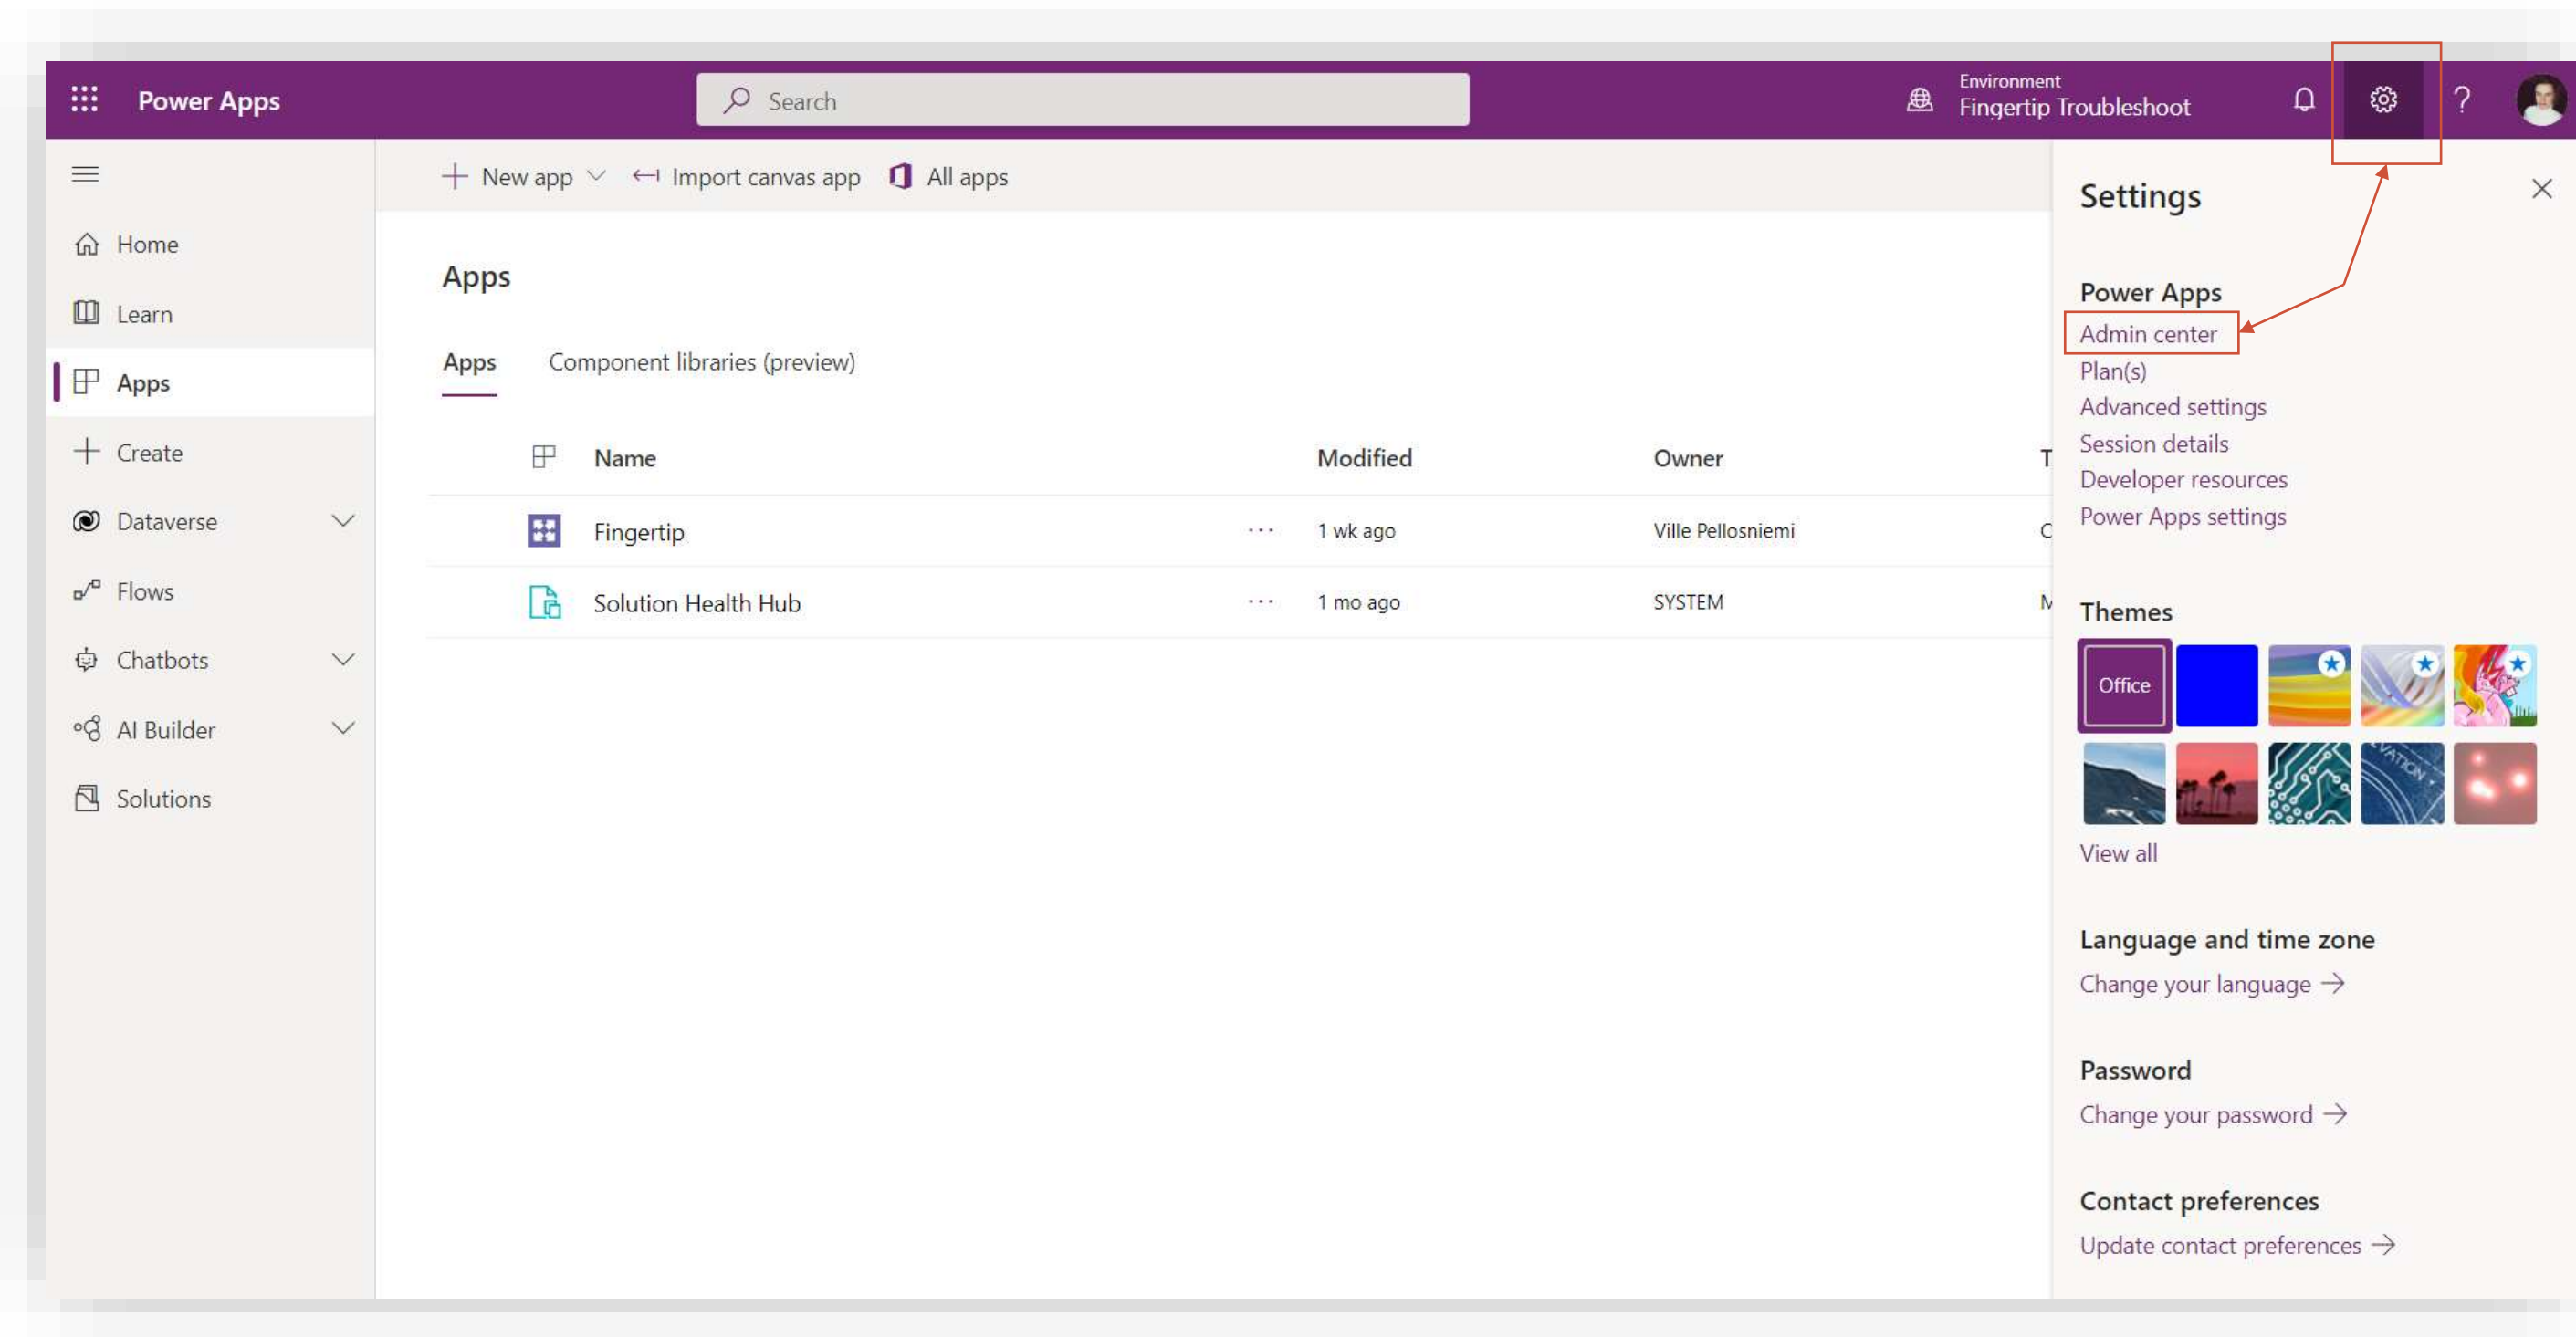 Power Apps
Search
Environment
Fingertip Troubleshoot
New app
Import canvas app
All apps
Home
Learn
Apps
Create
Dataverse
Flows
Chatbots
AI Builder
Solutions
Apps
Apps Component libraries (preview)
Name Modified Owner T
Fingertip ... 1 wk ago Ville Pellosniemi C
Solution Health Hub ... 1 mo ago SYSTEM M
Settings
Power Apps
Admin center
Plan(s)
Advanced settings
Session details
Developer resources
Power Apps settings
Themes
Office
VATION
View all
Language and time zone
Change your language →
Password
Change your password →
Contact preferences
Update contact preferences →